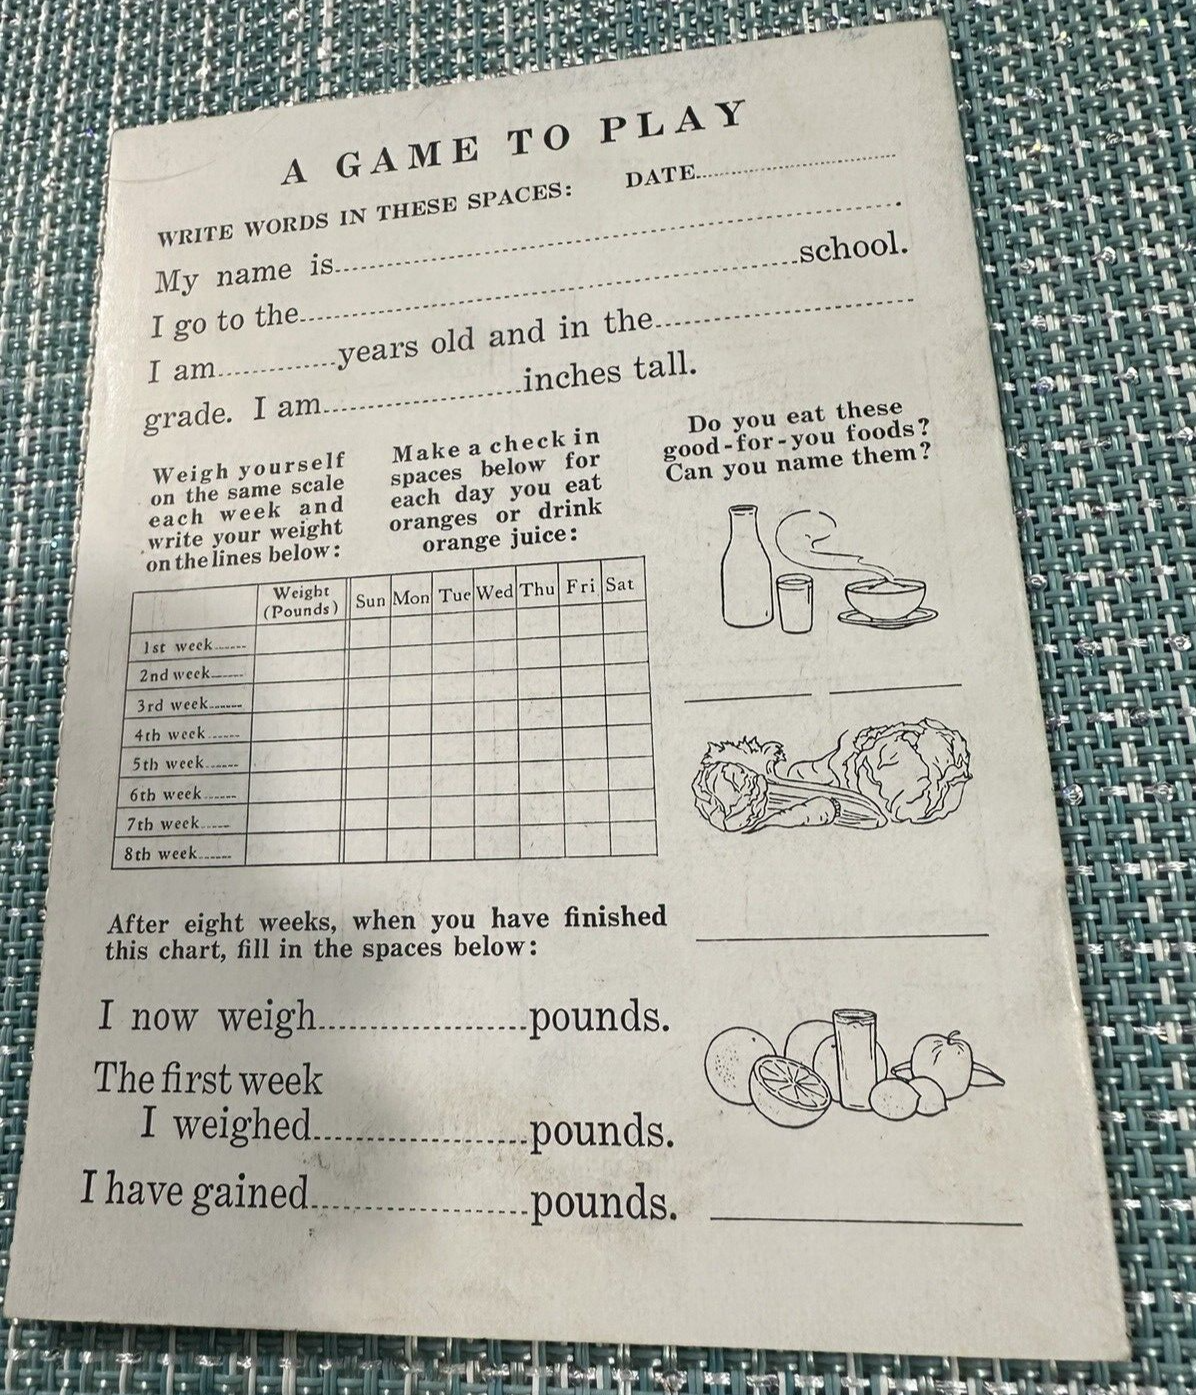 A GAME TO PLAY
WRITE WORDS IN THESE SPACES: DATE
My name is .
I go to the school.
I am years old and in the
grade. I am inches tall.
Weigh yourself
on the same scale
each week and
write your weight
on the lines below:
Make a check in
spaces below for
each day you eat
oranges or drink
orange juice:
Do you eat these
good-for-you foods?
Can you name them?
Weight
(Pounds) Sun Mon Tue Wed Thu Fri Sat
1st week
2nd week
3rd week
4th week
5th week
6th week
7th week
8th week
After eight weeks, when you have finished
this chart, fill in the spaces below:
I now weigh pounds.
The first week
I weighed pounds.
I have gained pounds.